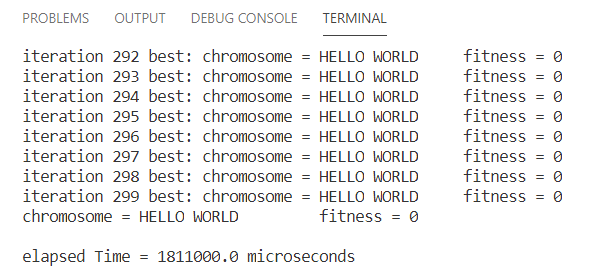 PROBLEMS OUTPUT DEBUG CONSOLE TERMINAL
iteration 292 best: chromosome = HELLO WORLD fitness = 0
iteration 293 best: chromosome = HELLO WORLD fitness = 0
iteration 294 best: chromosome = HELLO WORLD fitness = 0
iteration 295 best: chromosome = HELLO WORLD fitness = 0
iteration 296 best: chromosome = HELLO WORLD fitness = 0
iteration 297 best: chromosome = HELLO WORLD fitness = 0
iteration 298 best: chromosome = HELLO WORLD fitness = 0
iteration 299 best: chromosome = HELLO WORLD fitness = 0
chromosome = HELLO WORLD fitness = 0
elapsed Time = 1811000.0 microseconds